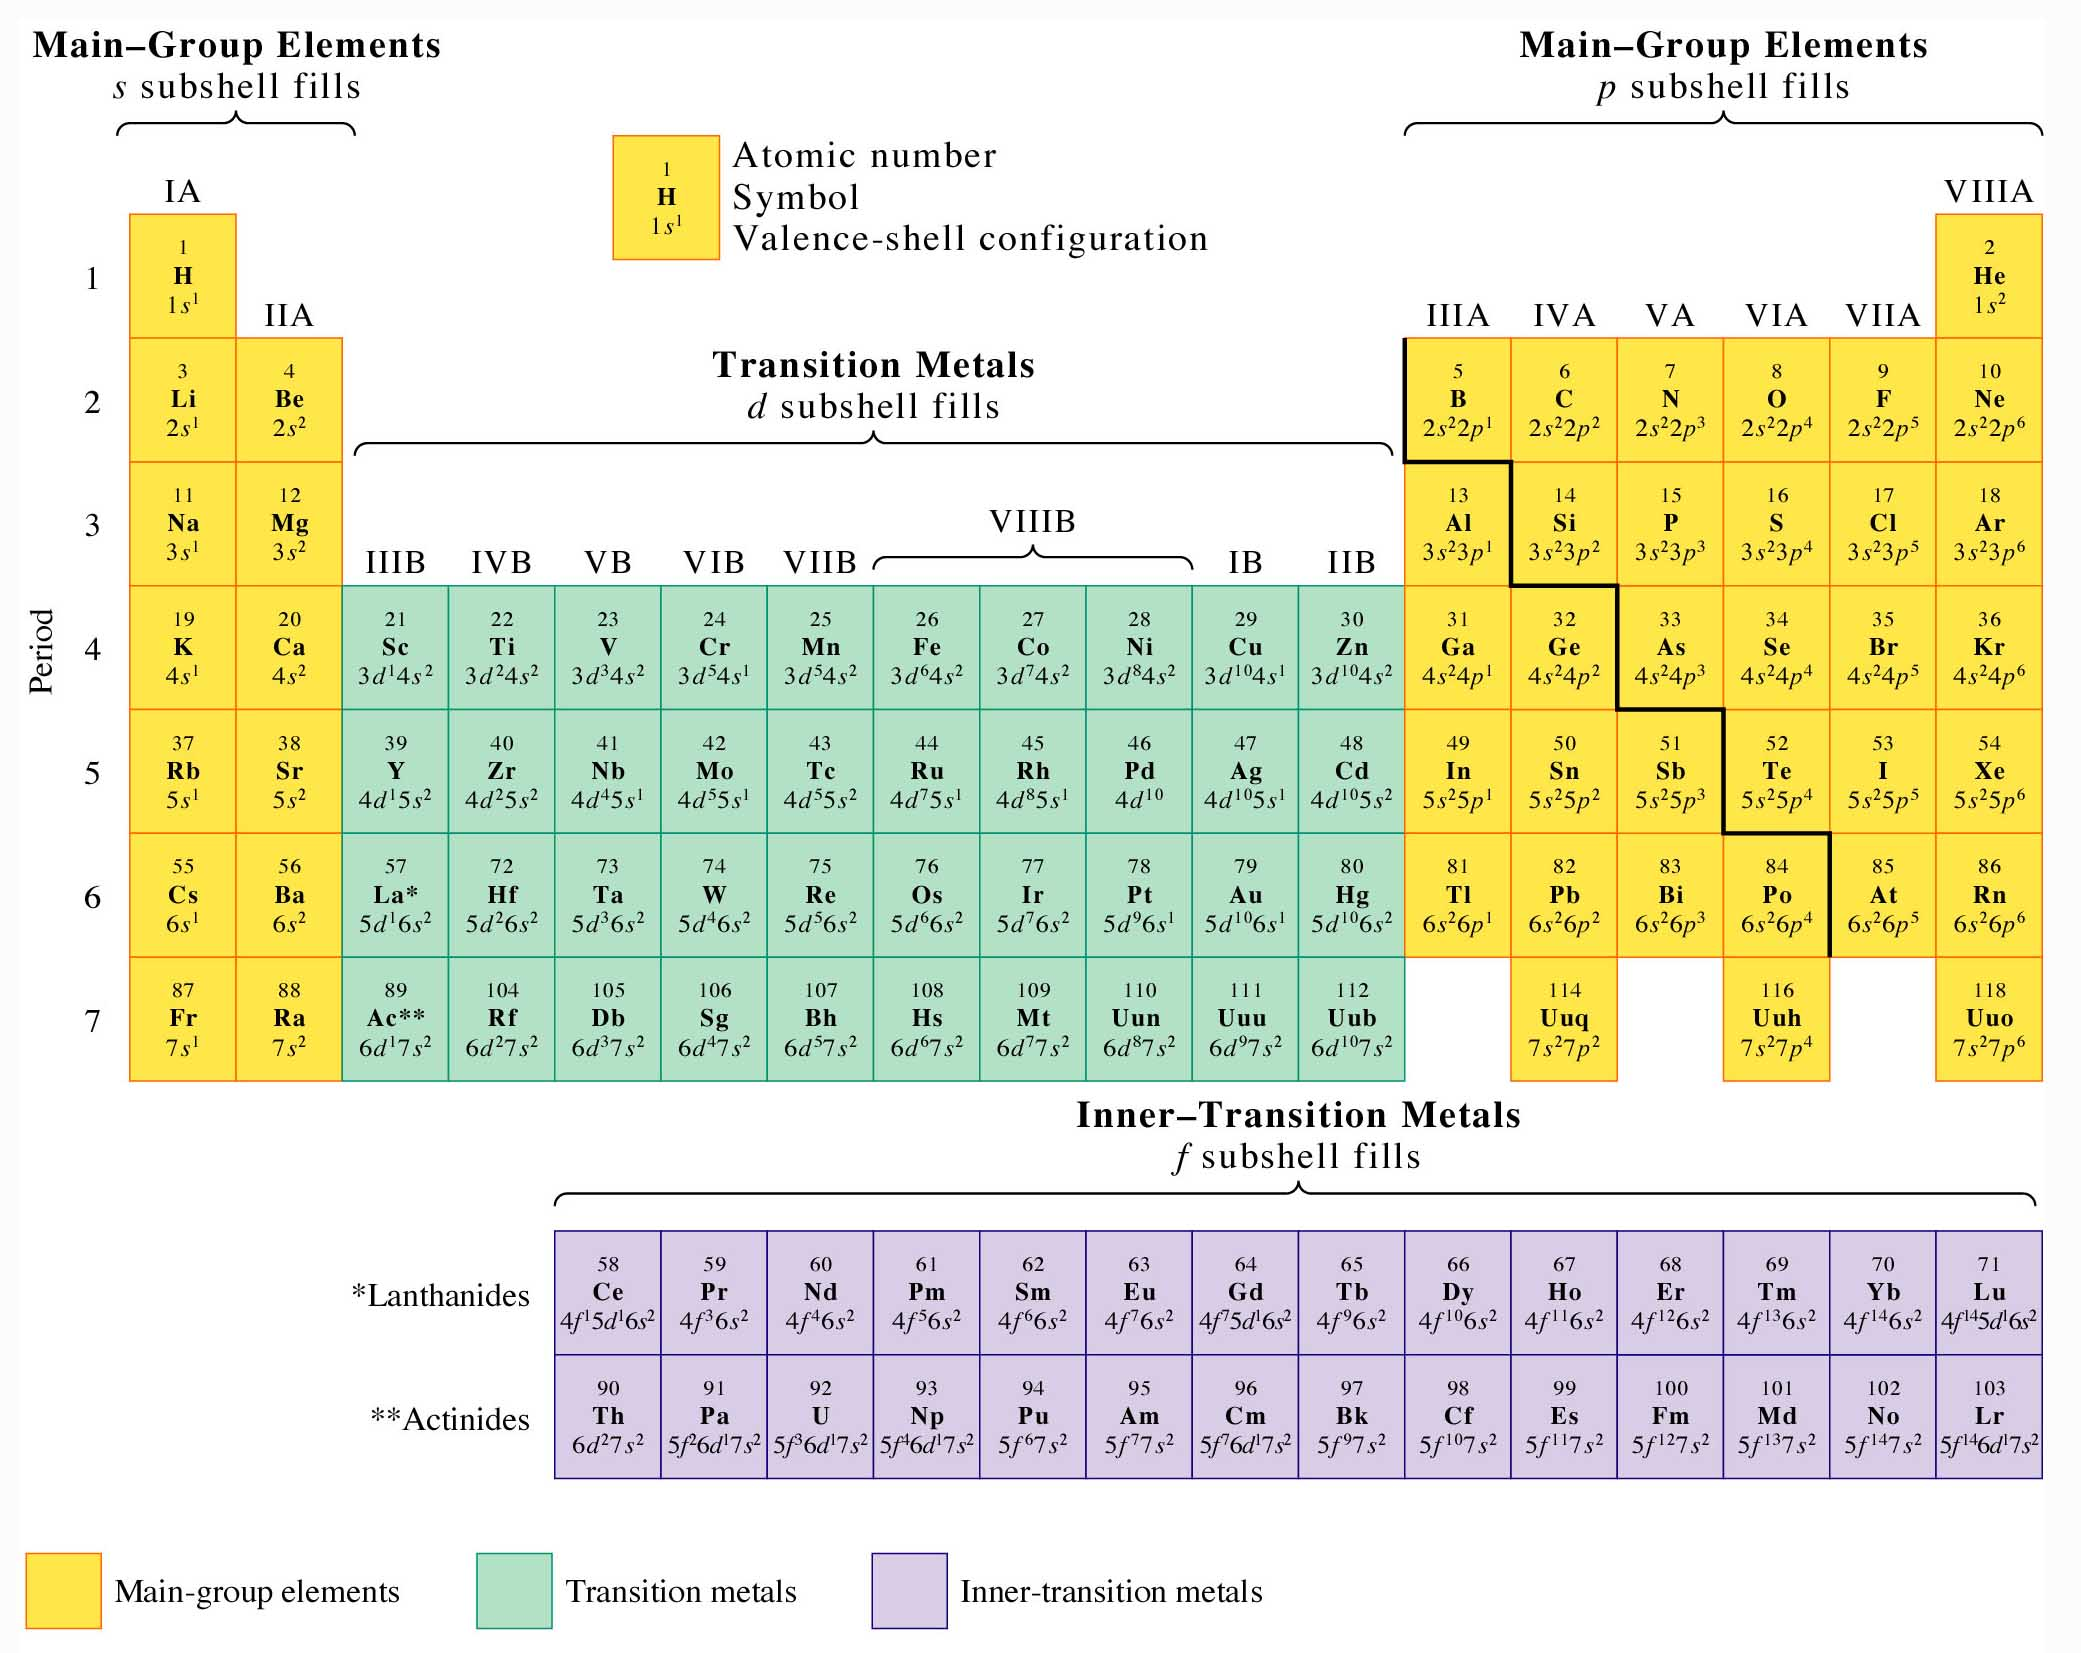 Main–Group Elements
s subshell fills
Main–Group Elements
p subshell fills
1
H
1s¹
Atomic number
Symbol
Valence-shell configuration
IA
VIIIA
1
1
H
1s¹
2
He
1s²
IIA
IIIA IVA VA VIA VIIA
Transition Metals
d subshell fills
2
3 4 5 6 7 8 9 10
Li Be B C N O F Ne
2s¹ 2s² 2s²2p¹ 2s²2p² 2s²2p³ 2s²2p⁴ 2s²2p⁵ 2s²2p⁶
3
11 12 13 14 15 16 17 18
Na Mg Al Si P S Cl Ar
3s¹ 3s² 3s²3p¹ 3s²3p² 3s²3p³ 3s²3p⁴ 3s²3p⁵ 3s²3p⁶
VIIIB
IIIB IVB VB VIB VIIB IB IIB
Period
4
19 20 21 22 23 24 25 26 27 28 29 30 31 32 33 34 35 36
K Ca Sc Ti V Cr Mn Fe Co Ni Cu Zn Ga Ge As Se Br Kr
4s¹ 4s² 3d¹4s² 3d²4s² 3d³4s² 3d⁵4s¹ 3d⁵4s² 3d⁶4s² 3d⁷4s² 3d⁸4s² 3d¹⁰4s¹ 3d¹⁰4s² 4s²4p¹ 4s²4p² 4s²4p³ 4s²4p⁴ 4s²4p⁵ 4s²4p⁶
5
37 38 39 40 41 42 43 44 45 46 47 48 49 50 51 52 53 54
Rb Sr Y Zr Nb Mo Tc Ru Rh Pd Ag Cd In Sn Sb Te I Xe
5s¹ 5s² 4d¹5s² 4d²5s² 4d⁴5s¹ 4d⁵5s¹ 4d⁵5s² 4d⁷5s¹ 4d⁸5s¹ 4d¹⁰ 4d¹⁰5s¹ 4d¹⁰5s² 5s²5p¹ 5s²5p² 5s²5p³ 5s²5p⁴ 5s²5p⁵ 5s²5p⁶
6
55 56 57 72 73 74 75 76 77 78 79 80 81 82 83 84 85 86
Cs Ba La* Hf Ta W Re Os Ir Pt Au Hg Tl Pb Bi Po At Rn
6s¹ 6s² 5d¹6s² 5d²6s² 5d³6s² 5d⁴6s² 5d⁵6s² 5d⁶6s² 5d⁷6s² 5d⁹6s¹ 5d¹⁰6s¹ 5d¹⁰6s² 6s²6p¹ 6s²6p² 6s²6p³ 6s²6p⁴ 6s²6p⁵ 6s²6p⁶
7
87 88 89 104 105 106 107 108 109 110 111 112 114 116 118
Fr Ra Ac** Rf Db Sg Bh Hs Mt Uun Uuu Uub Uuq Uuh Uuo
7s¹ 7s² 6d¹7s² 6d²7s² 6d³7s² 6d⁴7s² 6d⁵7s² 6d⁶7s² 6d⁷7s² 6d⁸7s² 6d⁹7s² 6d¹⁰7s² 7s²7p² 7s²7p⁴ 7s²7p⁶
Inner–Transition Metals
f subshell fills
*Lanthanides
58 59 60 61 62 63 64 65 66 67 68 69 70 71
Ce Pr Nd Pm Sm Eu Gd Tb Dy Ho Er Tm Yb Lu
4f¹5d¹6s² 4f³6s² 4f⁴6s² 4f⁵6s² 4f⁶6s² 4f⁷6s² 4f⁷5d¹6s² 4f⁹6s² 4f¹⁰6s² 4f¹¹6s² 4f¹²6s² 4f¹³6s² 4f¹⁴6s² 4f¹⁴5d¹6s²
**Actinides
90 91 92 93 94 95 96 97 98 99 100 101 102 103
Th Pa U Np Pu Am Cm Bk Cf Es Fm Md No Lr
6d²7s² 5f²6d¹7s² 5f³6d¹7s² 5f⁴6d¹7s² 5f⁶7s² 5f⁷7s² 5f⁷6d¹7s² 5f⁹7s² 5f¹⁰7s² 5f¹¹7s² 5f¹²7s² 5f¹³7s² 5f¹⁴7s² 5f¹⁴6d¹7s²
Main-group elements
Transition metals
Inner-transition metals